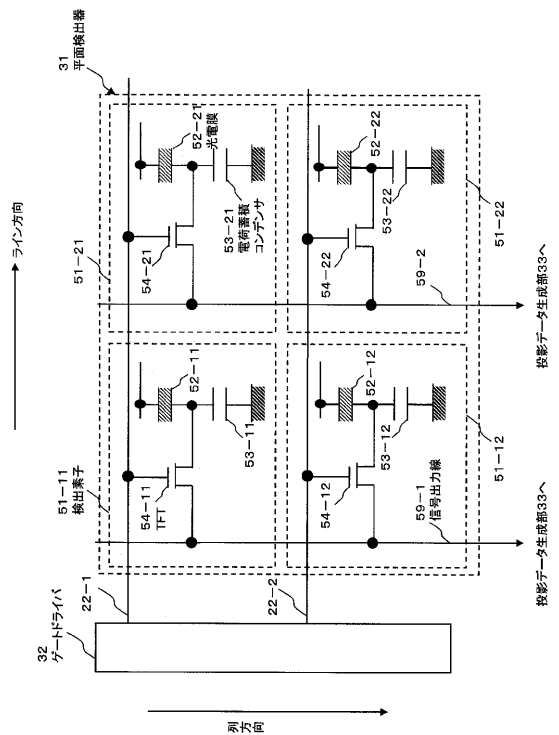 ライン方向
31
平面検出器
51-21
52-21
光電膜
54-21
53-21
電荷蓄積
コンデンサ
52-22
53-22
54-22
51-22
59-2
投影データ生成部33へ
51-11
検出素子
52-11
54-11
TFT
53-11
52-12
53-12
54-12
51-12
59-1
信号出力線
投影データ生成部33へ
22-1
22-2
32
ゲートドライバ
列方向